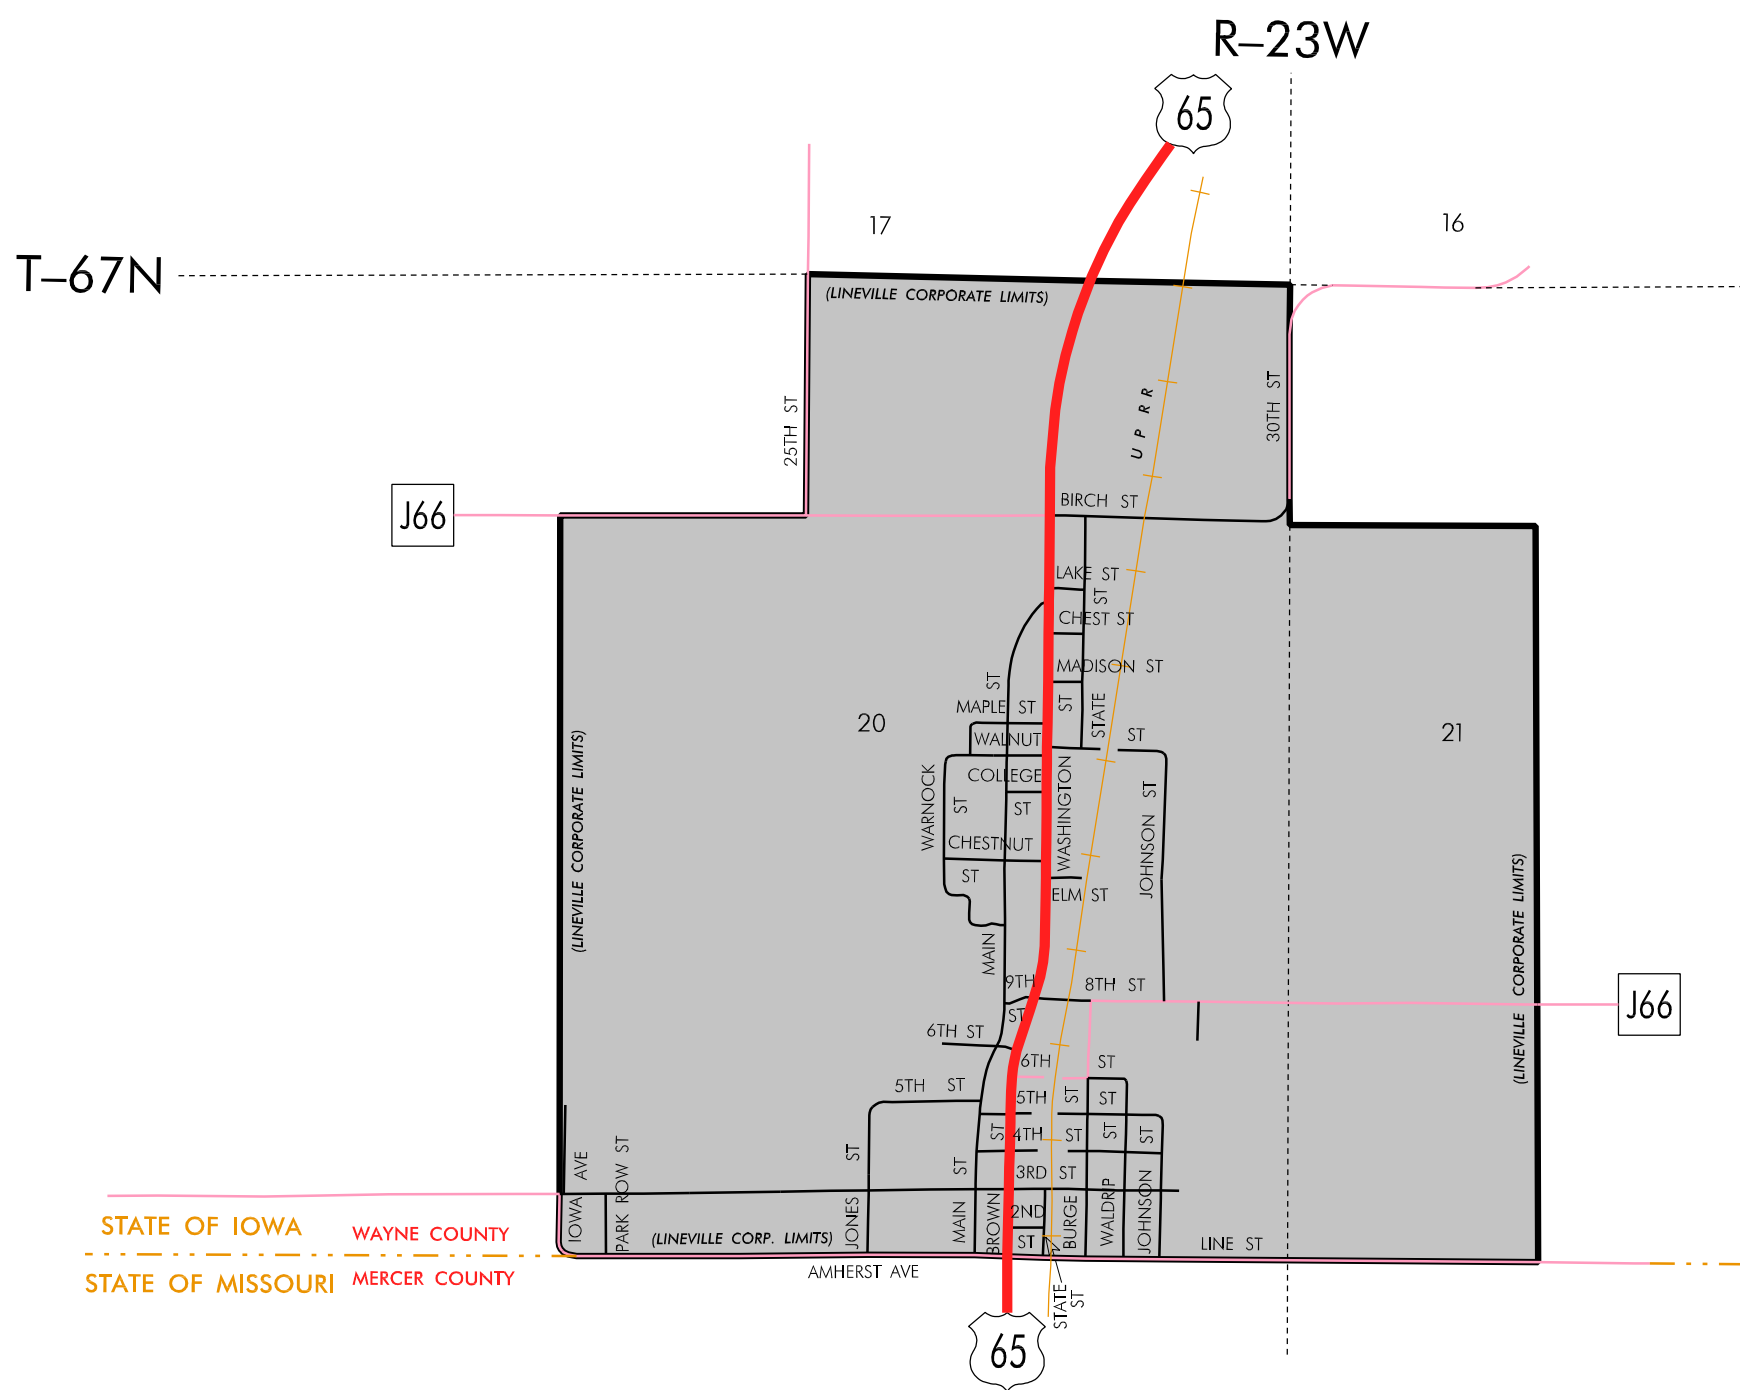 R–23W
65
17
16
T–67N
(LINEVILLE CORPORATE LIMITS)
25TH ST
U P R R
30TH ST
J66
BIRCH ST
LAKE ST
ST
CHEST ST
MADISON ST
ST
ST
STATE
MAPLE ST
20
21
ST
WALNUT
COLLEGE
WARNOCK
ST
ST
WASHINGTON
JOHNSON ST
CHESTNUT
ST
ELM ST
(LINEVILLE CORPORATE LIMITS)
(LINEVILLE CORPORATE LIMITS)
MAIN
9TH
ST
8TH ST
J66
6TH ST
6TH ST
5TH ST
5TH ST
ST
4TH ST
ST
ST
ST
3RD ST
IOWA AVE
PARK ROW ST
JONES ST
MAIN ST
BROWN
2ND
ST
BURGE
WALDRIP
JOHNSON
STATE OF IOWA
WAYNE COUNTY
(LINEVILLE CORP. LIMITS)
LINE ST
STATE OF MISSOURI
MERCER COUNTY
AMHERST AVE
STATE
ST
65